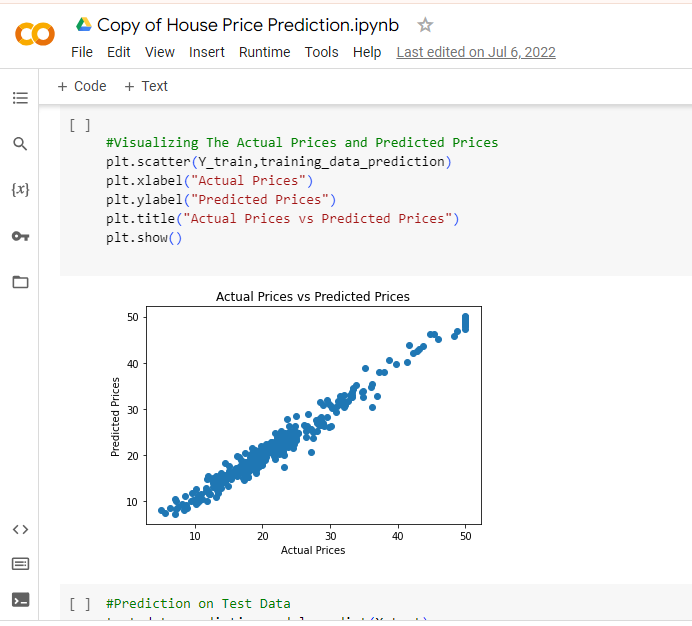 Copy of House Price Prediction.ipynb
File Edit View Insert Runtime Tools Help Last edited on Jul 6, 2022
+ Code + Text
[ ]
#Visualizing The Actual Prices and Predicted Prices
plt.scatter(Y_train,training_data_prediction)
plt.xlabel("Actual Prices")
plt.ylabel("Predicted Prices")
plt.title("Actual Prices vs Predicted Prices")
plt.show()
{x}
Actual Prices vs Predicted Prices
50
40
30
20
10
Predicted Prices
10 20 30 40 50
Actual Prices
[ ] #Prediction on Test Data